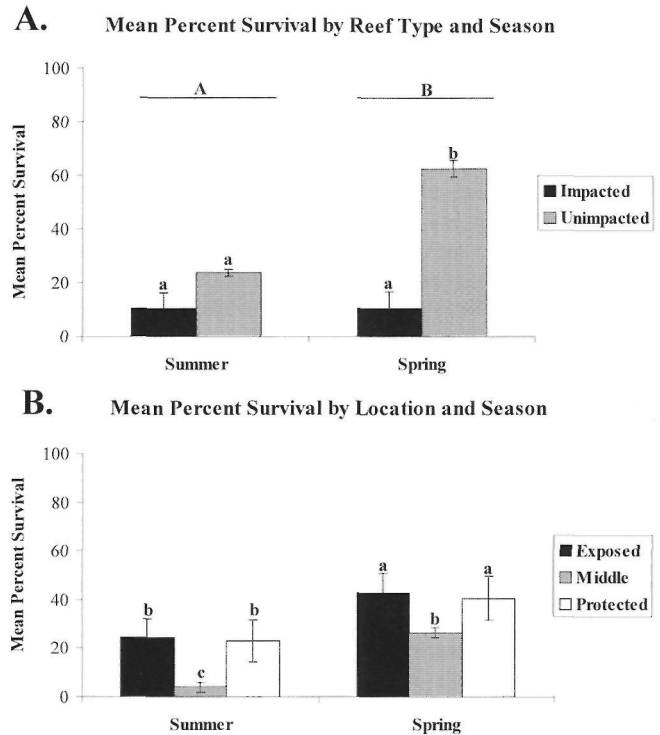 A. Mean Percent Survival by Reef Type and Season
Mean Percent Survival
100
80
60
40
20
0
A
B
a
a
a
b
Summer
Spring
Impacted
Unimpacted
B. Mean Percent Survival by Location and Season
Mean Percent Survival
100
80
60
40
20
0
b
c
b
a
b
a
Summer
Spring
Exposed
Middle
Protected